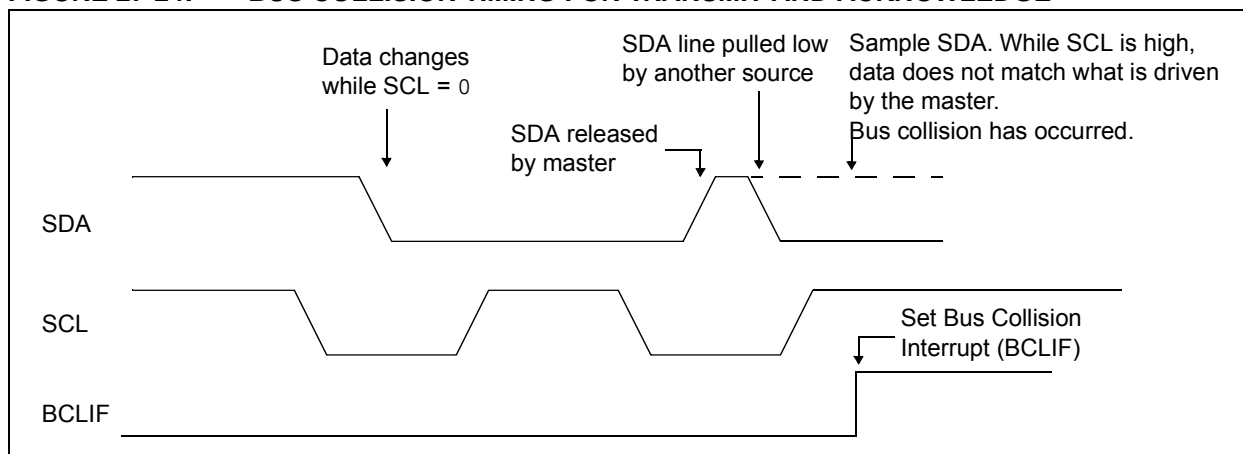 Data changes
while SCL = 0
SDA line pulled low
by another source
Sample SDA. While SCL is high,
data does not match what is driven
by the master.
Bus collision has occurred.
SDA released
by master
SDA
SCL
Set Bus Collision
Interrupt (BCLIF)
BCLIF